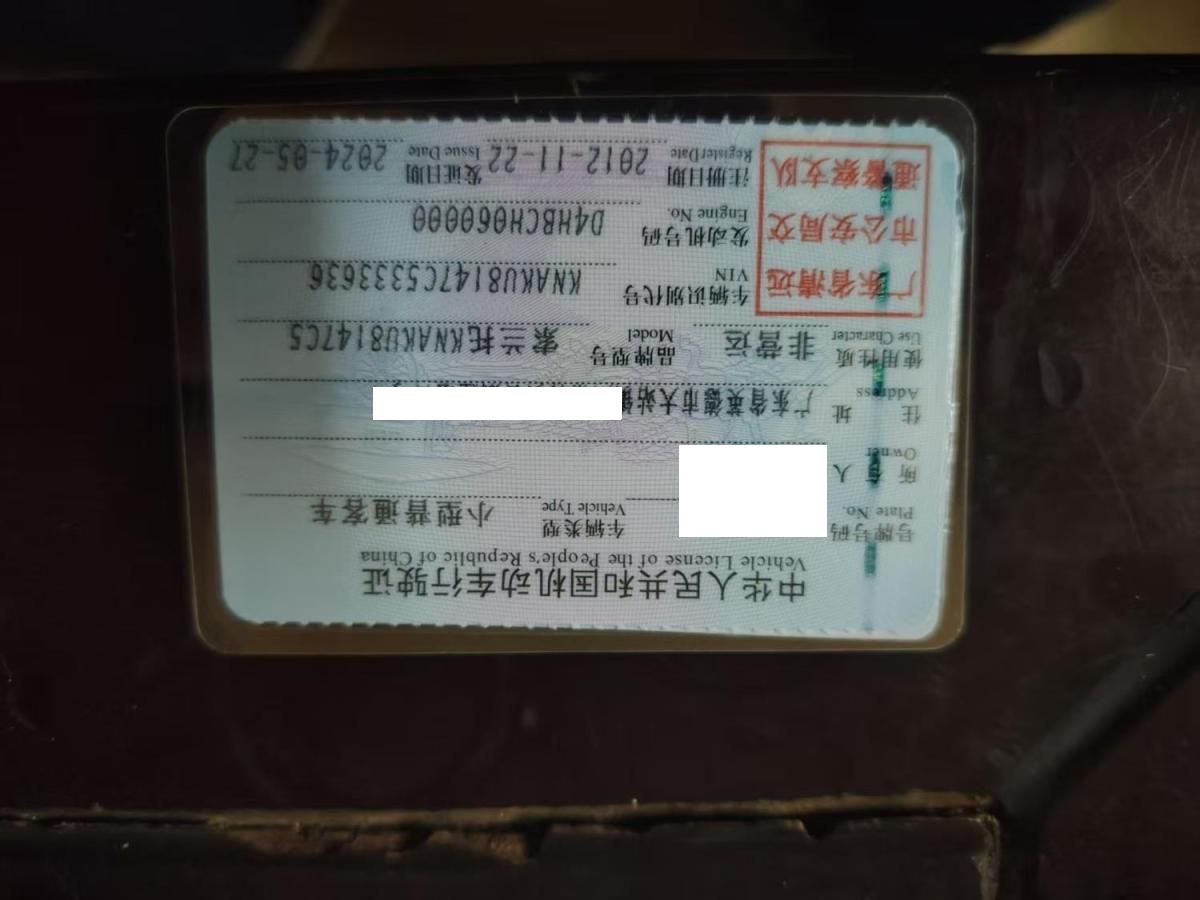 中华人民共和国机动车行驶证
Vehicle License of the People's Republic of China
号牌号码 Plate No.
车辆类型 Vehicle Type 小型普通客车
所有人 Owner
住址 Address 广东省英德市大站镇
使用性质 Use Character 非营运
品牌型号 Model 索兰托KNAKU8147C5
广东省清远
市公安局交
通警察支队
车辆识别代号 VIN KNAKU8147C5333636
发动机号码 Engine No. D4HBCH060000
注册日期 Register Date 2012-11-22
发证日期 Issue Date 2024-05-27